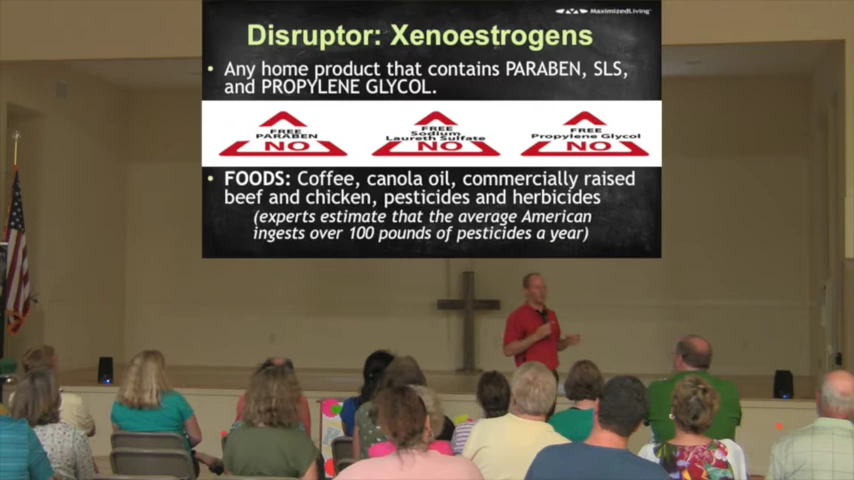 MaximizedLiving
Disruptor: Xenoestrogens
• Any home product that contains PARABEN, SLS,
and PROPYLENE GLYCOL.
FREE
PARABEN
NO
FREE
Sodium
Laureth Sulfate
NO
FREE
Propylene Glycol
NO
• FOODS: Coffee, canola oil, commercially raised
beef and chicken, pesticides and herbicides
(experts estimate that the average American
ingests over 100 pounds of pesticides a year)